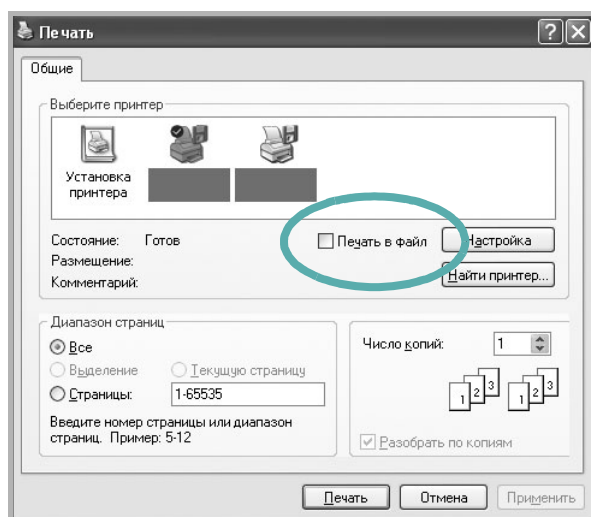 Печать
Общие
Выберите принтер
Установка
принтера
Состояние: Готов
Размещение:
Комментарий:
Печать в файл
Настройка
Найти принтер...
Диапазон страниц
Все
Выделение
Текущую страницу
Страницы: 1-65535
Введите номер страницы или диапазон
страниц. Пример: 5-12
Число копий: 1
1 2 3 1 2 3
Разобрать по копиям
Печать
Отмена
Применить